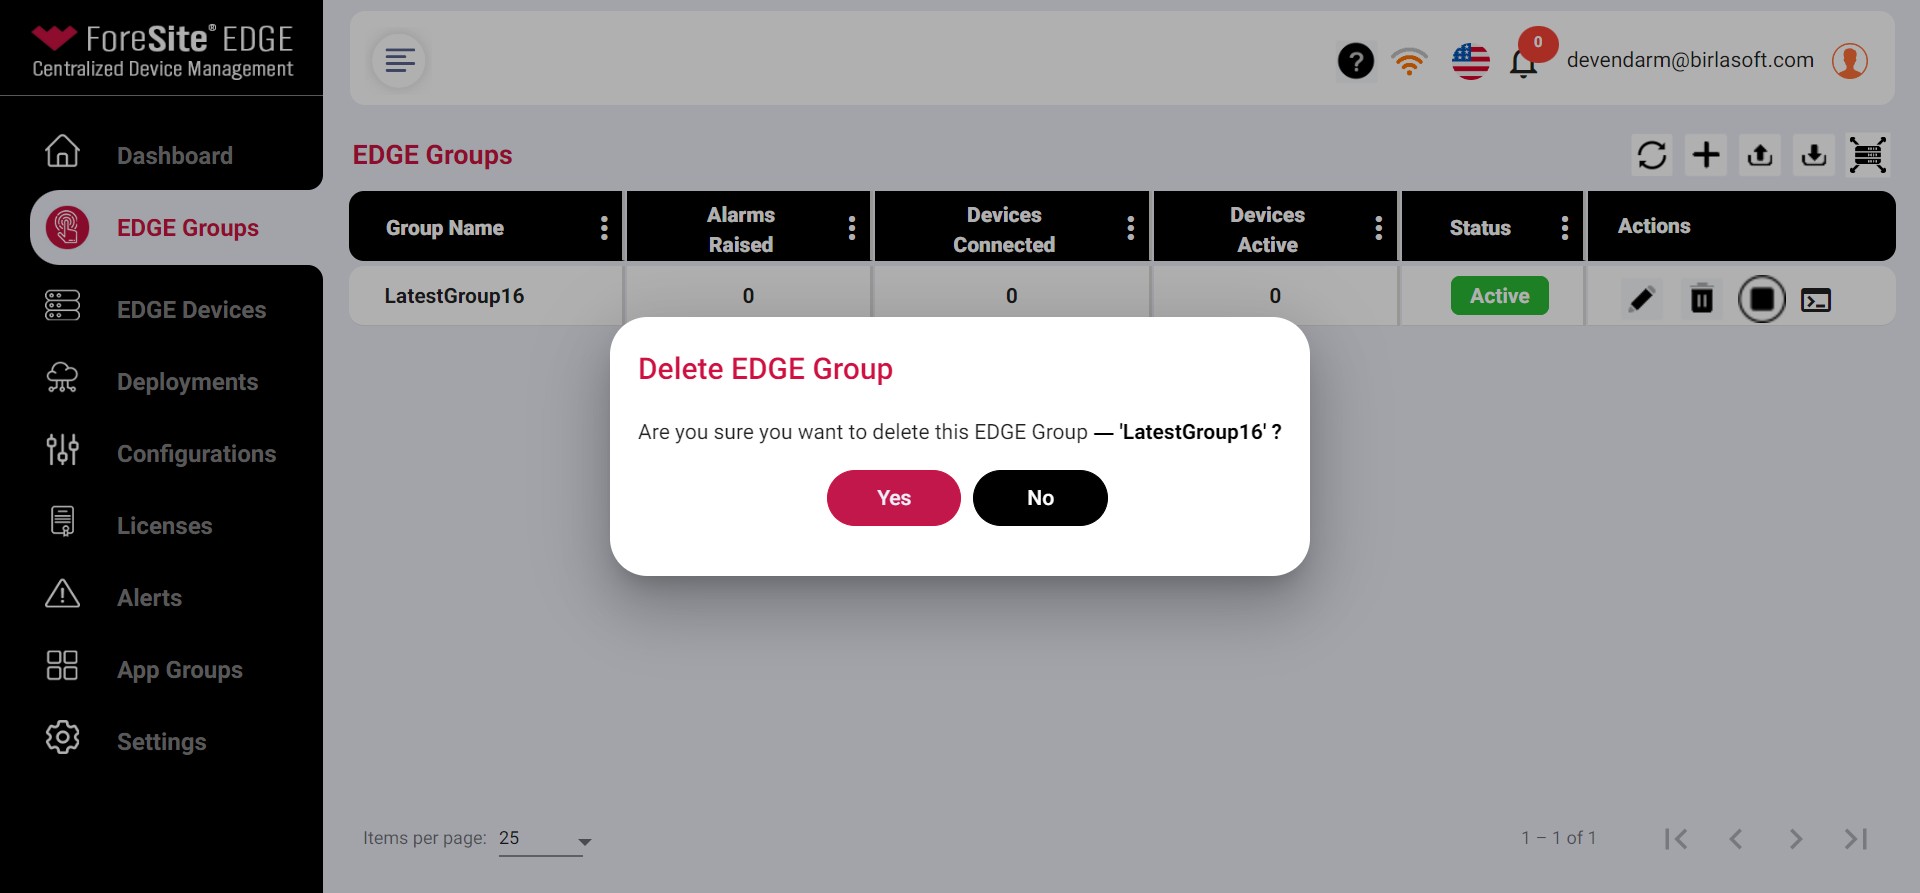 ForeSite® EDGE
Centralized Device Management
Dashboard
EDGE Groups
EDGE Devices
Deployments
Configurations
Licenses
Alerts
App Groups
Settings
?
0
devendarm@birlasoft.com
EDGE Groups
Group Name
Alarms
Raised
Devices
Connected
Devices
Active
Status
Actions
LatestGroup16
0
0
0
Active
Delete EDGE Group
Are you sure you want to delete this EDGE Group — 'LatestGroup16' ?
Yes
No
Items per page: 25
1 – 1 of 1